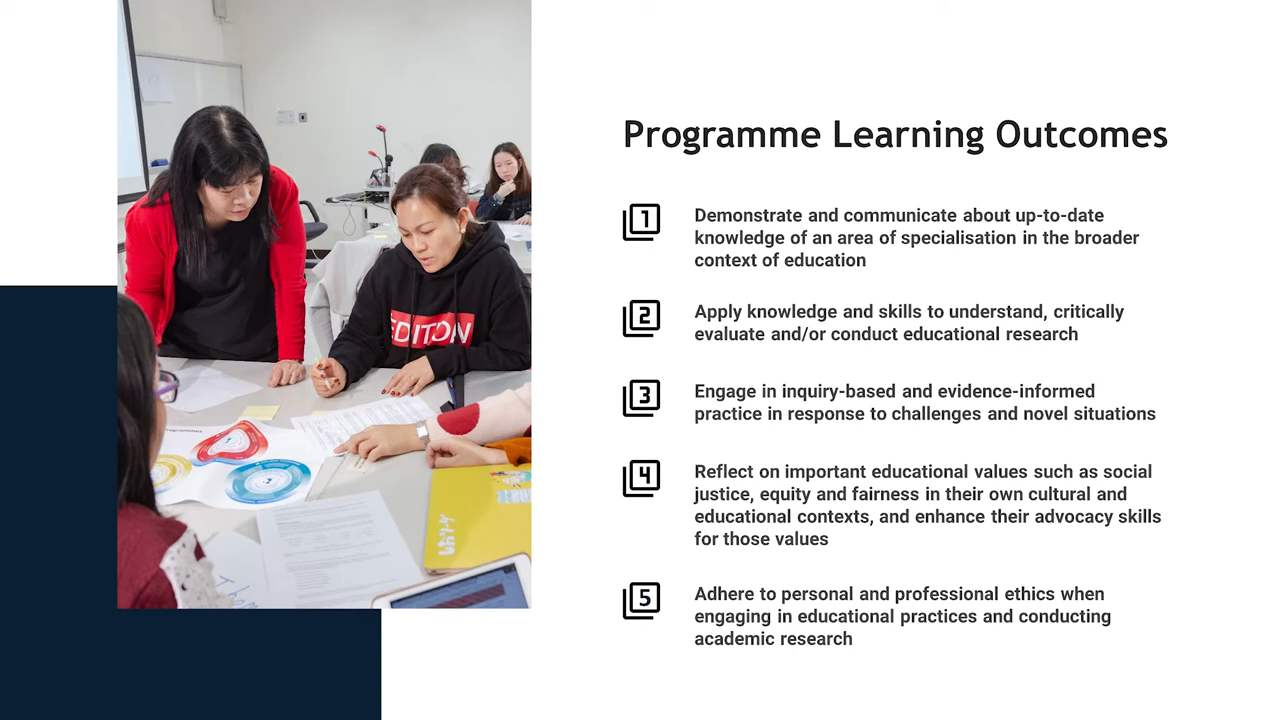 Programme Learning Outcomes
1
Demonstrate and communicate about up-to-date
knowledge of an area of specialisation in the broader
context of education
2
Apply knowledge and skills to understand, critically
evaluate and/or conduct educational research
3
Engage in inquiry-based and evidence-informed
practice in response to challenges and novel situations
4
Reflect on important educational values such as social
justice, equity and fairness in their own cultural and
educational contexts, and enhance their advocacy skills
for those values
5
Adhere to personal and professional ethics when
engaging in educational practices and conducting
academic research
EDITION